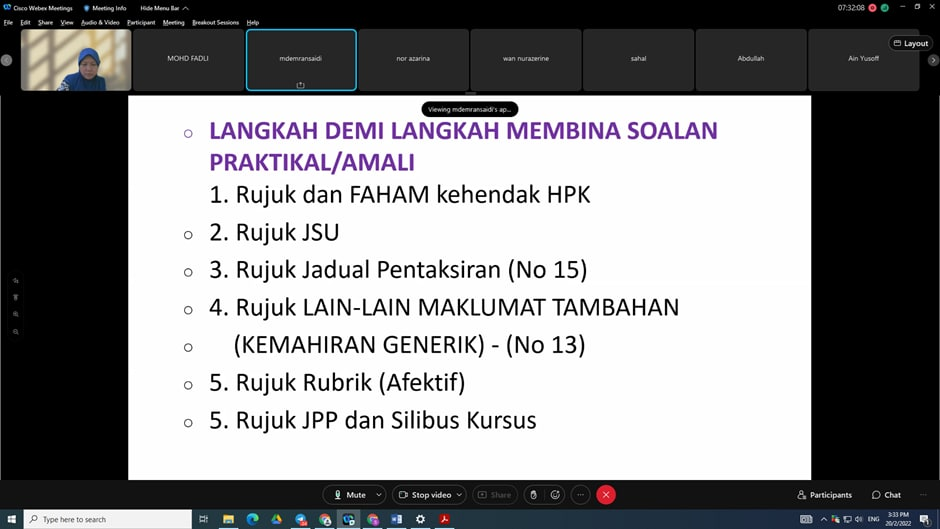 Cisco Webex Meetings
Meeting Info
Hide Menu Bar
07:32:08
File Edit Share View Audio & Video Participant Meeting Breakout Sessions Help
Layout
MOHD FADLI
mdemransaidi
nor azarina
wan nurazerine
sahal
Abdullah
Ain Yusoff
Viewing mdemransaidi's ap...
LANGKAH DEMI LANGKAH MEMBINA SOALAN
PRAKTIKAL/AMALI
1. Rujuk dan FAHAM kehendak HPK
2. Rujuk JSU
3. Rujuk Jadual Pentaksiran (No 15)
4. Rujuk LAIN-LAIN MAKLUMAT TAMBAHAN
(KEMAHIRAN GENERIK) - (No 13)
5. Rujuk Rubrik (Afektif)
5. Rujuk JPP dan Silibus Kursus
Mute
Stop video
Share
Participants
Chat
Type here to search
ENG
3:33 PM
20/2/2022